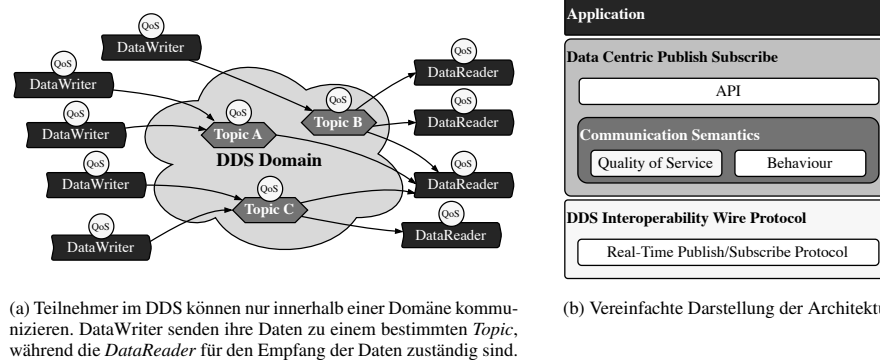 QoS
DataWriter
QoS
DataWriter
QoS
DataWriter
QoS
DataWriter
QoS
DataWriter
QoS
Topic A
QoS
Topic B
DDS Domain
QoS
Topic C
QoS
DataReader
QoS
DataReader
QoS
DataReader
QoS
DataReader
(a) Teilnehmer im DDS können nur innerhalb einer Domäne kommu-
nizieren. DataWriter senden ihre Daten zu einem bestimmten Topic,
während die DataReader für den Empfang der Daten zuständig sind.
Application
Data Centric Publish Subscribe
API
Communication Semantics
Quality of Service
Behaviour
DDS Interoperability Wire Protocol
Real-Time Publish/Subscribe Protocol
(b) Vereinfachte Darstellung der